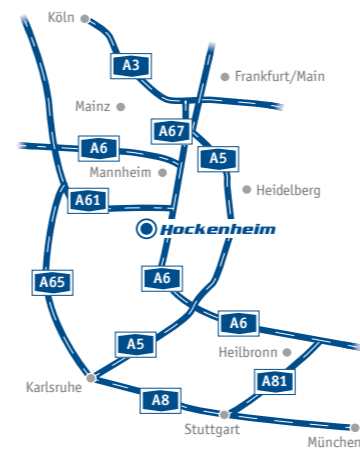 Köln
A3
Frankfurt/Main
Mainz
A67
A6
A5
Mannheim
Heidelberg
A61
Hockenheim
A65
A6
A6
A5
Heilbronn
A81
Karlsruhe
A8
Stuttgart
München